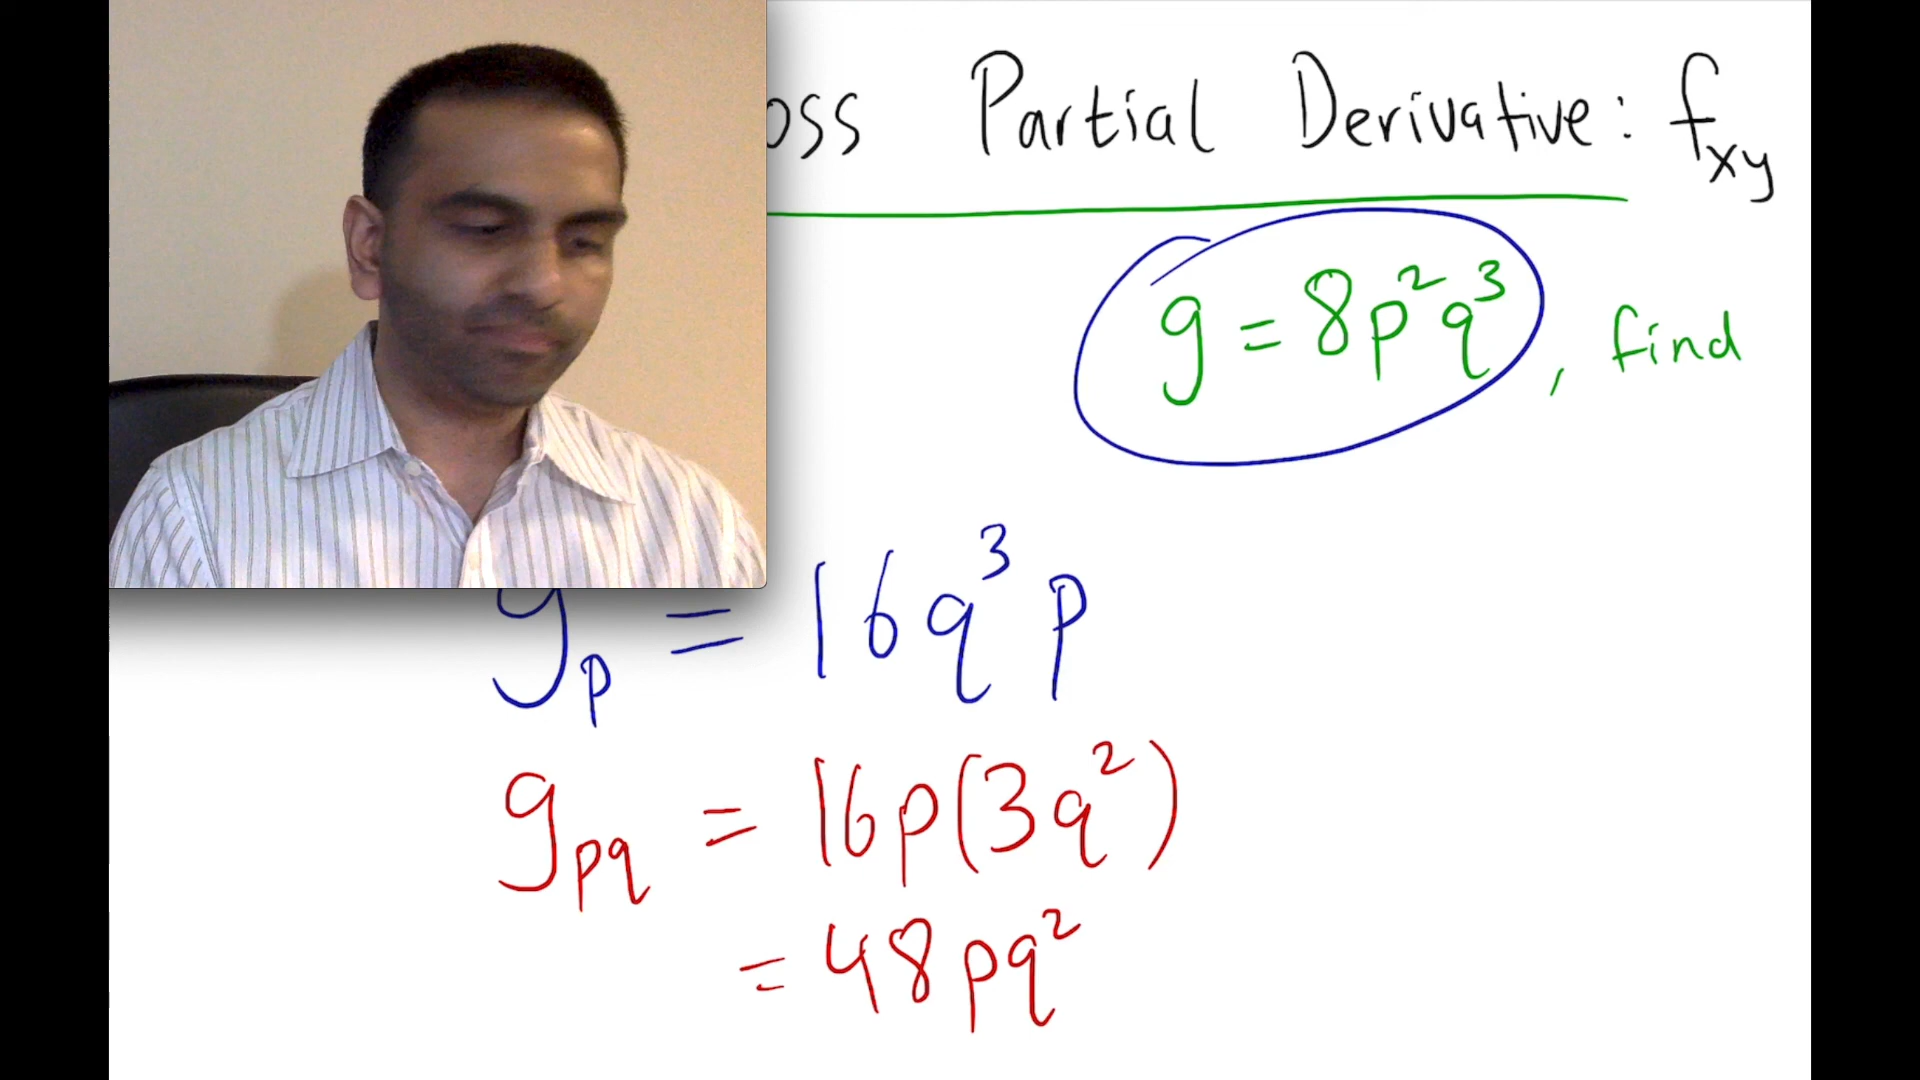 oss Partial Derivative: fxy
g = 8p²q³, find
gp = 16q³p
gpq = 16p(3q²)
= 48pq²